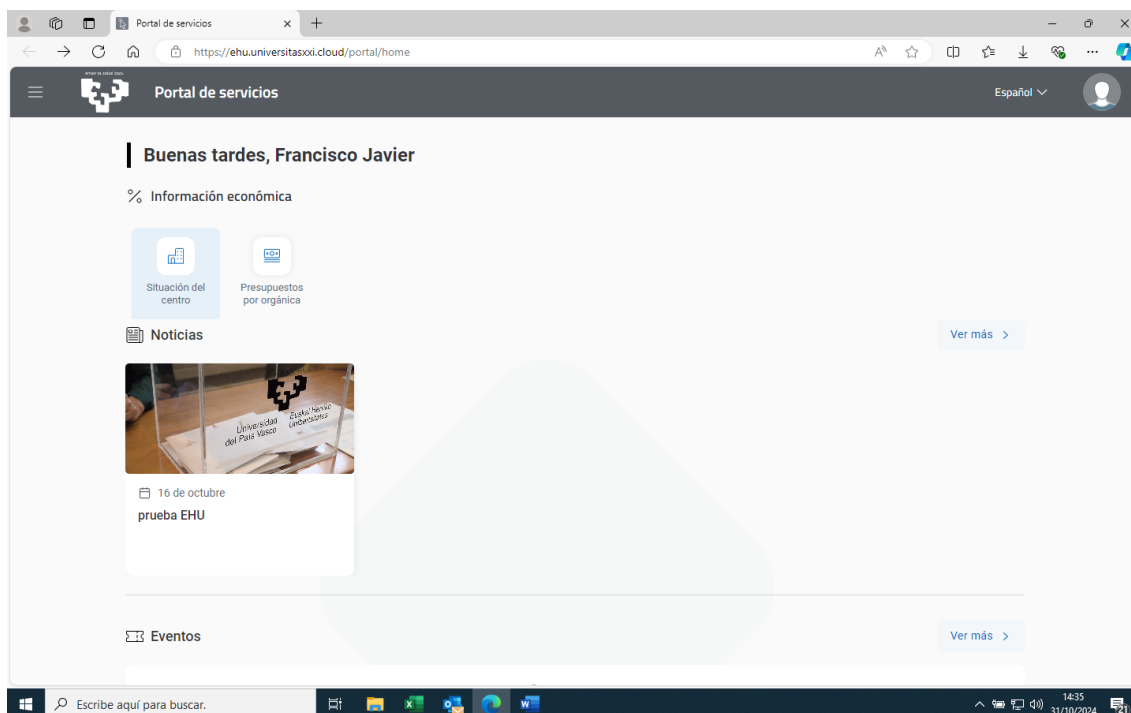 Portal de servicios
https://ehu.universitasxxi.cloud/portal/home
Portal de servicios
Español
Buenas tardes, Francisco Javier
Información económica
Situación del
centro
Presupuestos
por orgánica
Noticias
Ver más
Universidad
del País Vasco
Euskal Herriko
Unibertsitatea
16 de octubre
prueba EHU
Eventos
Ver más
Escribe aquí para buscar.
14:35
31/10/2024
21